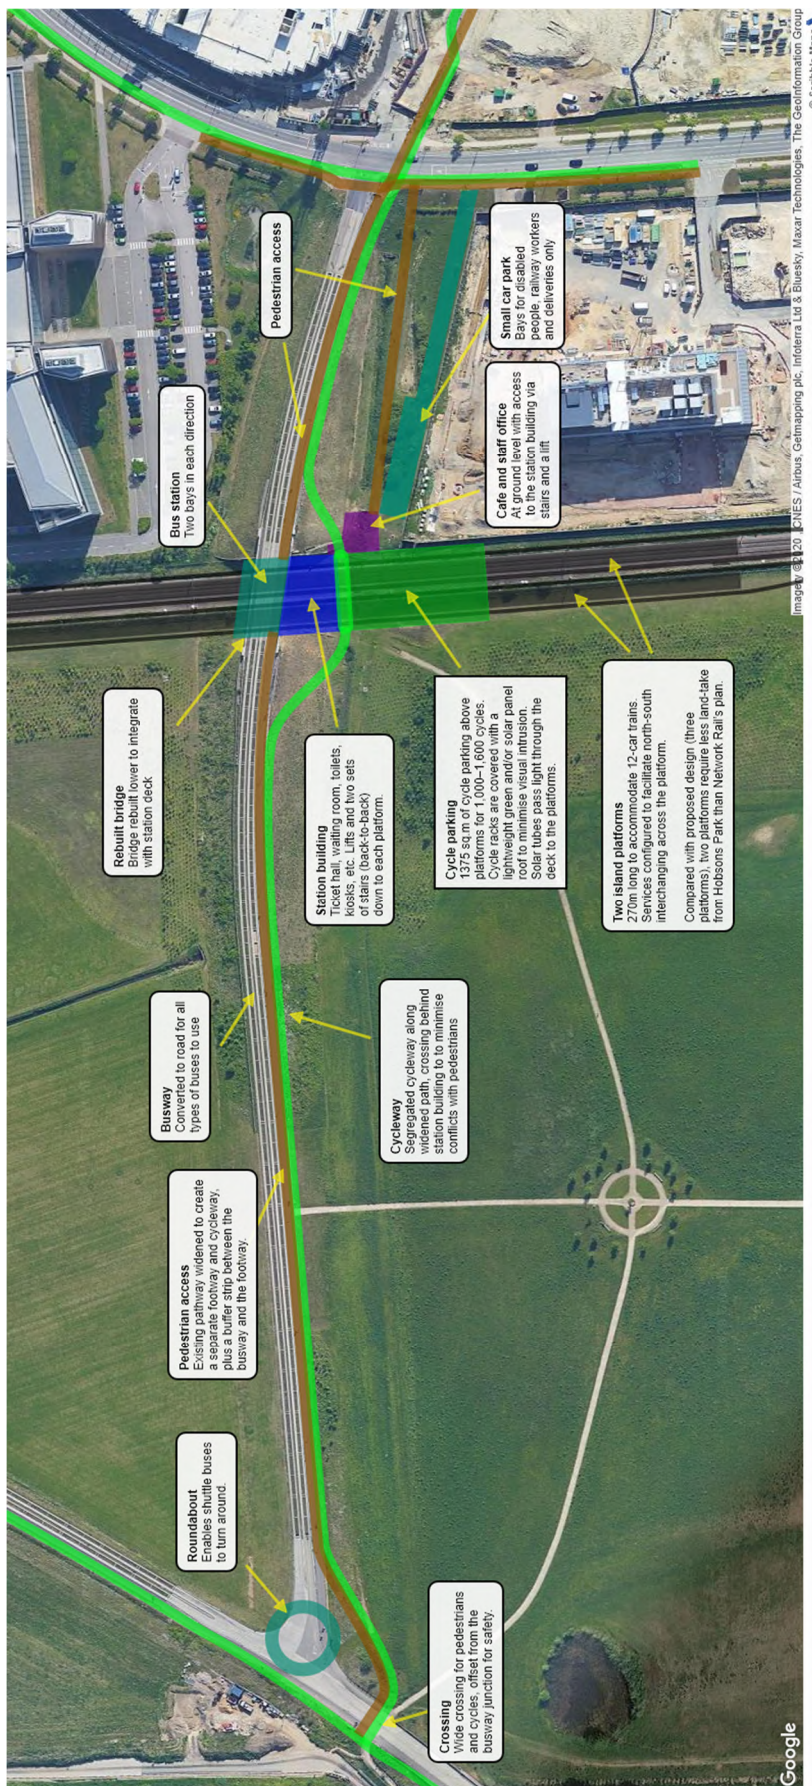 Roundabout
Enables shuttle buses
to turn around.
Crossing
Wide crossing for pedestrians
and cycles, offset from the
busway junction for safety.
Pedestrian access
Existing pathway widened to create
a separate footway and cycleway,
plus a buffer strip between the
busway and the footway.
Busway
Converted to road for all
types of buses to use
Cycleway
Segregated cycleway along
widened path, crossing behind
station building to to minimise
conflicts with pedestrians
Rebuilt bridge
Bridge rebuilt lower to integrate
with station deck
Station building
Ticket hall, waiting room, toilets,
kiosks, etc. Lifts and two sets
of stairs (back-to-back)
down to each platform.
Cycle parking
1375 sq.m of cycle parking above
platforms for 1,000–1,600 cycles.
Cycle racks are covered with a
lightweight green and/or solar panel
roof to minimise visual intrusion.
Solar tubes pass light through the
deck to the platforms.
Two island platforms
270m long to accommodate 12-car trains.
Services configured to facilitate north-south
interchanging across the platform.
Compared with proposed design (three
platforms), two platforms require less land-take
from Hobsons Park than Network Rail's plan.
Bus station
Two bays in each direction
Pedestrian access
Cafe and staff office
At ground level with access
to the station building via
stairs and a lift
Small car park
Bays for disabled
people, railway workers
and deliveries only
Google
Imagery ©2020 CNES / Airbus, Getmapping plc, Infoterra Ltd & Bluesky, Maxar Technologies, The GeoInformation Group